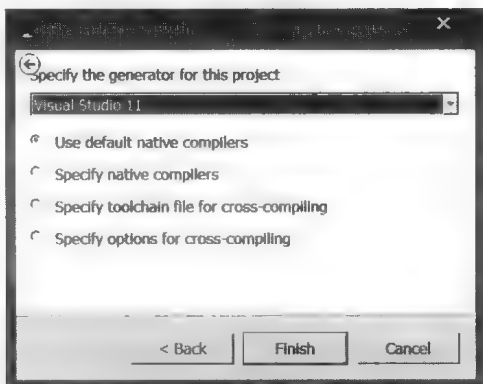 Specify the generator for this project
Visual Studio 11
Use default native compilers
Specify native compilers
Specify toolchain file for cross-compiling
Specify options for cross-compiling
< Back Finish Cancel